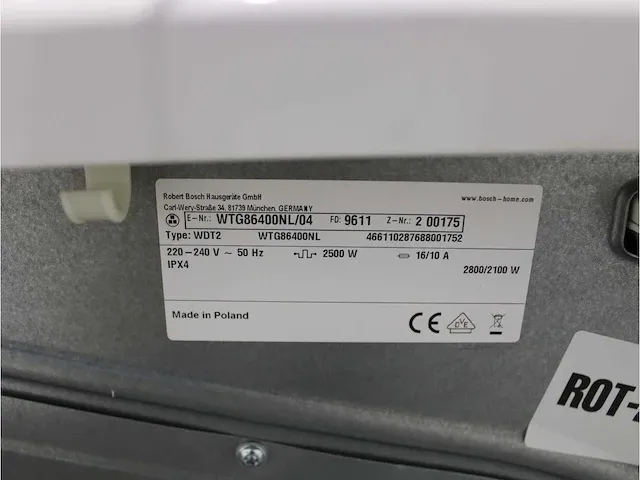 Robert Bosch Hausgeräte GmbH
Carl-Wery-Straße 34, 81739 München, GERMANY
www.bosch-home.com
E-Nr.: WTG86400NL/04 FD: 9611 Z-Nr.: 2 00175
Type: WDT2 WTG86400NL 466110287688001752
220-240 V ~ 50 Hz 2500 W 16/10 A
IPX4 2800/2100 W
Made in Poland
CE DVE
ROT-